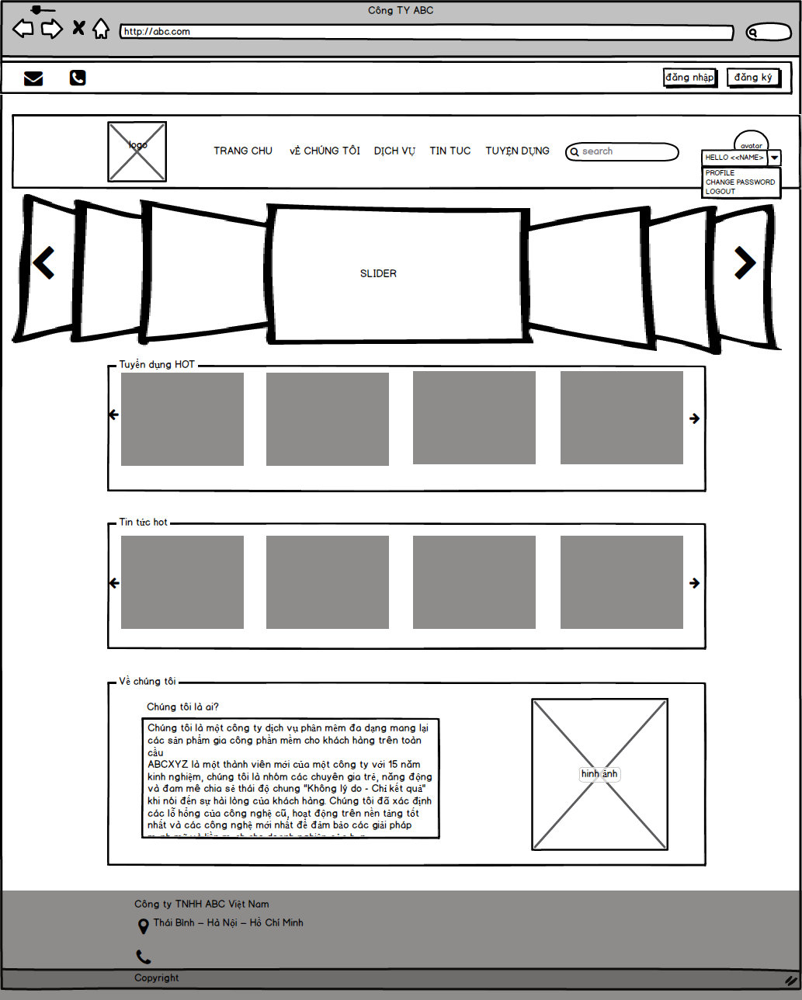 Công TY ABC
http://abc.com
đăng nhập
đăng ký
logo
TRANG CHU
vỀ CHÚNG TÔI
DỊCH VỤ
TIN TUC
TUYỆN DỤNG
search
avatar
HELLO <<NAME>
PROFILE
CHANGE PASSWORD
LOGOUT
SLIDER
Tuyển dụng HOT
Tin tức hot
Về chúng tôi
Chúng tôi là ai?
Chúng tôi là một công ty dịch vụ phần mềm đa dạng mang lại
các sản phẩm gia công phần mềm cho khách hàng trên toàn
cầu
ABCXYZ là một thành viên mới của một công ty với 15 năm
kinh nghiệm, chúng tôi là nhóm các chuyên gia trẻ, năng động
và đam mê chia sẻ thái độ chung "Không lý do - Chỉ kết quả"
khi nói đến sự hài lòng của khách hàng. Chúng tôi đã xác định
các lỗ hổng của công nghệ cũ, hoạt động trên nền tảng tốt
nhất và các công nghệ mới nhất để đảm bảo các giải pháp
hình ảnh
Công ty TNHH ABC Việt Nam
Thái Bình – Hà Nội – Hồ Chí Minh
Copyright